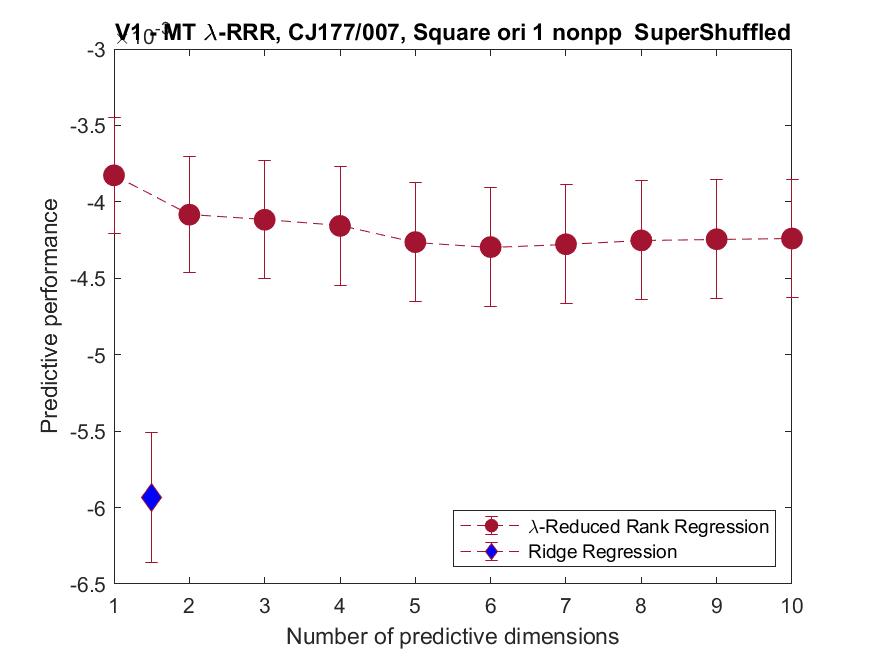 V1 - MT λ-RRR, CJ177/007, Square ori 1 nonpp SuperShuffled
×10⁻³
-3
-3.5
-4
-4.5
-5
-5.5
-6
-6.5
Predictive performance
λ-Reduced Rank Regression
Ridge Regression
1 2 3 4 5 6 7 8 9 10
Number of predictive dimensions